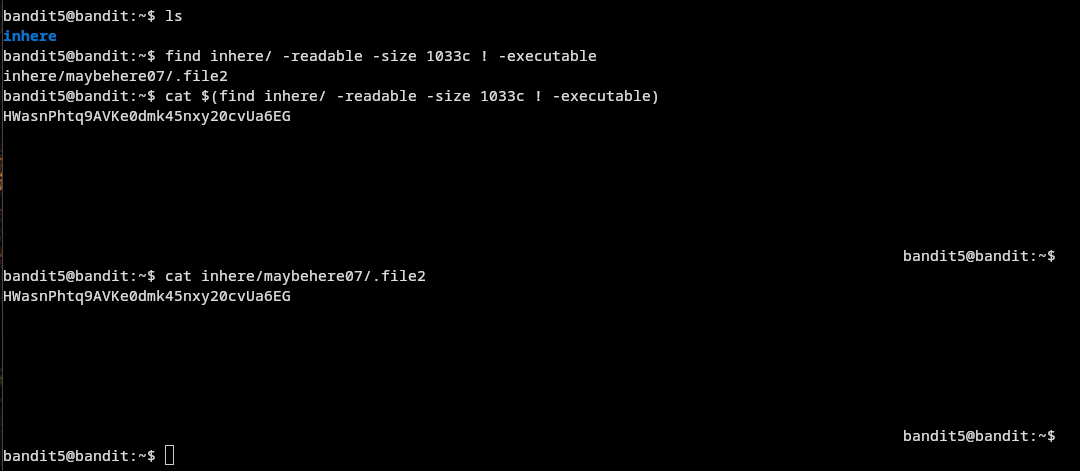 bandit5@bandit:~$ ls
inhere
bandit5@bandit:~$ find inhere/ -readable -size 1033c ! -executable
inhere/maybehere07/.file2
bandit5@bandit:~$ cat $(find inhere/ -readable -size 1033c ! -executable)
HWasnPhtq9AVKe0dmk45nxy20cvUa6EG
bandit5@bandit:~$
bandit5@bandit:~$ cat inhere/maybehere07/.file2
HWasnPhtq9AVKe0dmk45nxy20cvUa6EG
bandit5@bandit:~$
bandit5@bandit:~$